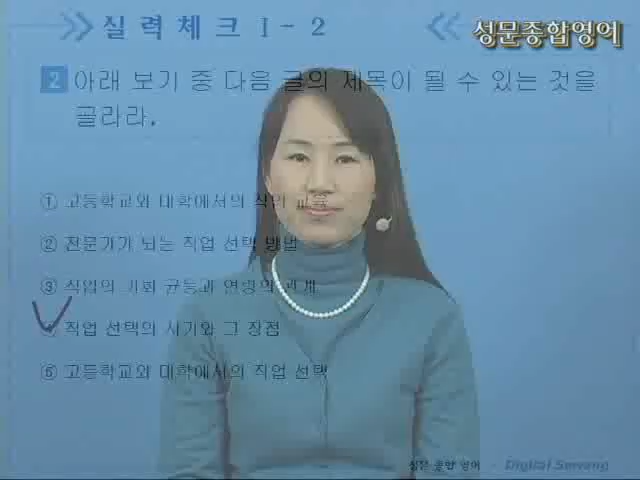 실력체크 I - 2
성문종합영어
2 아래 보기 중 다음 글의 제목이 될 수 있는 것을
골라라.
① 고등학교와 대학에서의 직업 교육
② 전문가가 되는 직업 선택 방법
③ 직업의 기회 균등과 연령의 관계
직업 선택의 시기와 그 장점
⑤ 고등학교와 대학에서의 직업 선택
성문 종합 영어 - Digital Sunung